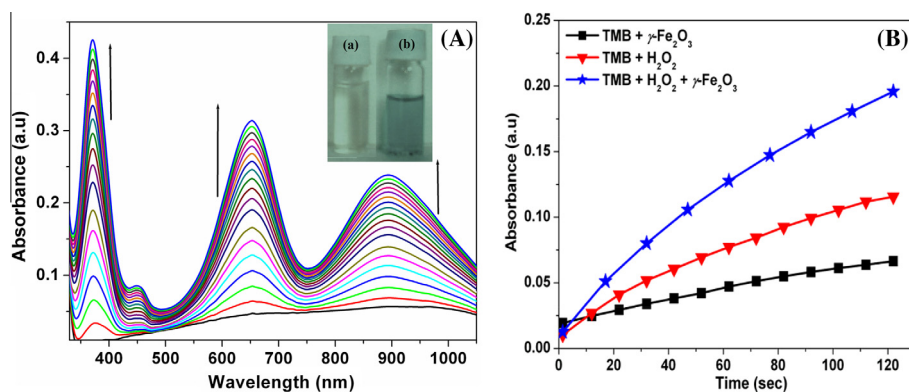 (A)
(a)
(b)
0.4
0.3
0.2
0.1
Absorbance (a.u)
400 500 600 700 800 900 1000
Wavelength (nm)
(B)
TMB + γ-Fe₂O₃
TMB + H₂O₂
TMB + H₂O₂ + γ-Fe₂O₃
0.25
0.20
0.15
0.10
0.05
0.00
Absorbance (a.u)
0 20 40 60 80 100 120
Time (sec)